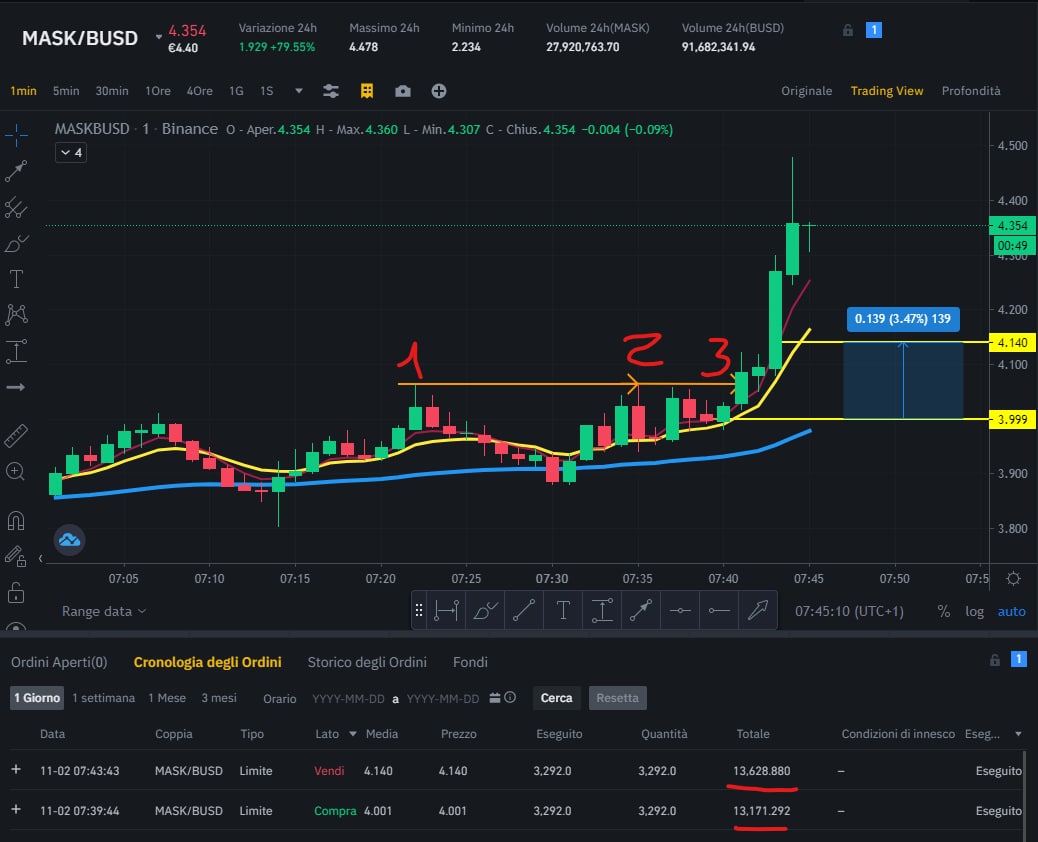 MASK/BUSD 4.354 €4.40
Variazione 24h 1.929 +79.55%
Massimo 24h 4.478
Minimo 24h 2.234
Volume 24h(MASK) 27,920,763.70
Volume 24h(BUSD) 91,682,341.94
1
1min 5min 30min 1Ore 4Ore 1G 1S Originale Trading View Profondità
MASKBUSD · 1 · Binance O - Aper.4.354 H - Max.4.360 L - Min.4.307 C - Chius.4.354 -0.004 (-0.09%)
4
4.500
4.400
4.354
00:49
4.300
4.200
0.139 (3.47%) 139
4.140
4.100
3.999
3.900
3.800
1 2 3
07:05 07:10 07:15 07:20 07:25 07:30 07:35 07:40 07:45 07:50 07:5
Range data T 07:45:10 (UTC+1) % log auto
Ordini Aperti(0) Cronologia degli Ordini Storico degli Ordini Fondi 1
1 Giorno 1 settimana 1 Mese 3 mesi Orario YYYY-MM-DD a YYYY-MM-DD Cerca Resetta
Data Coppia Tipo Lato Media Prezzo Eseguito Quantità Totale Condizioni di innesco Eseg...
+ 11-02 07:43:43 MASK/BUSD Limite Vendi 4.140 4.140 3,292.0 3,292.0 13,628.880 – Eseguito
+ 11-02 07:39:44 MASK/BUSD Limite Compra 4.001 4.001 3,292.0 3,292.0 13,171.292 – Eseguito